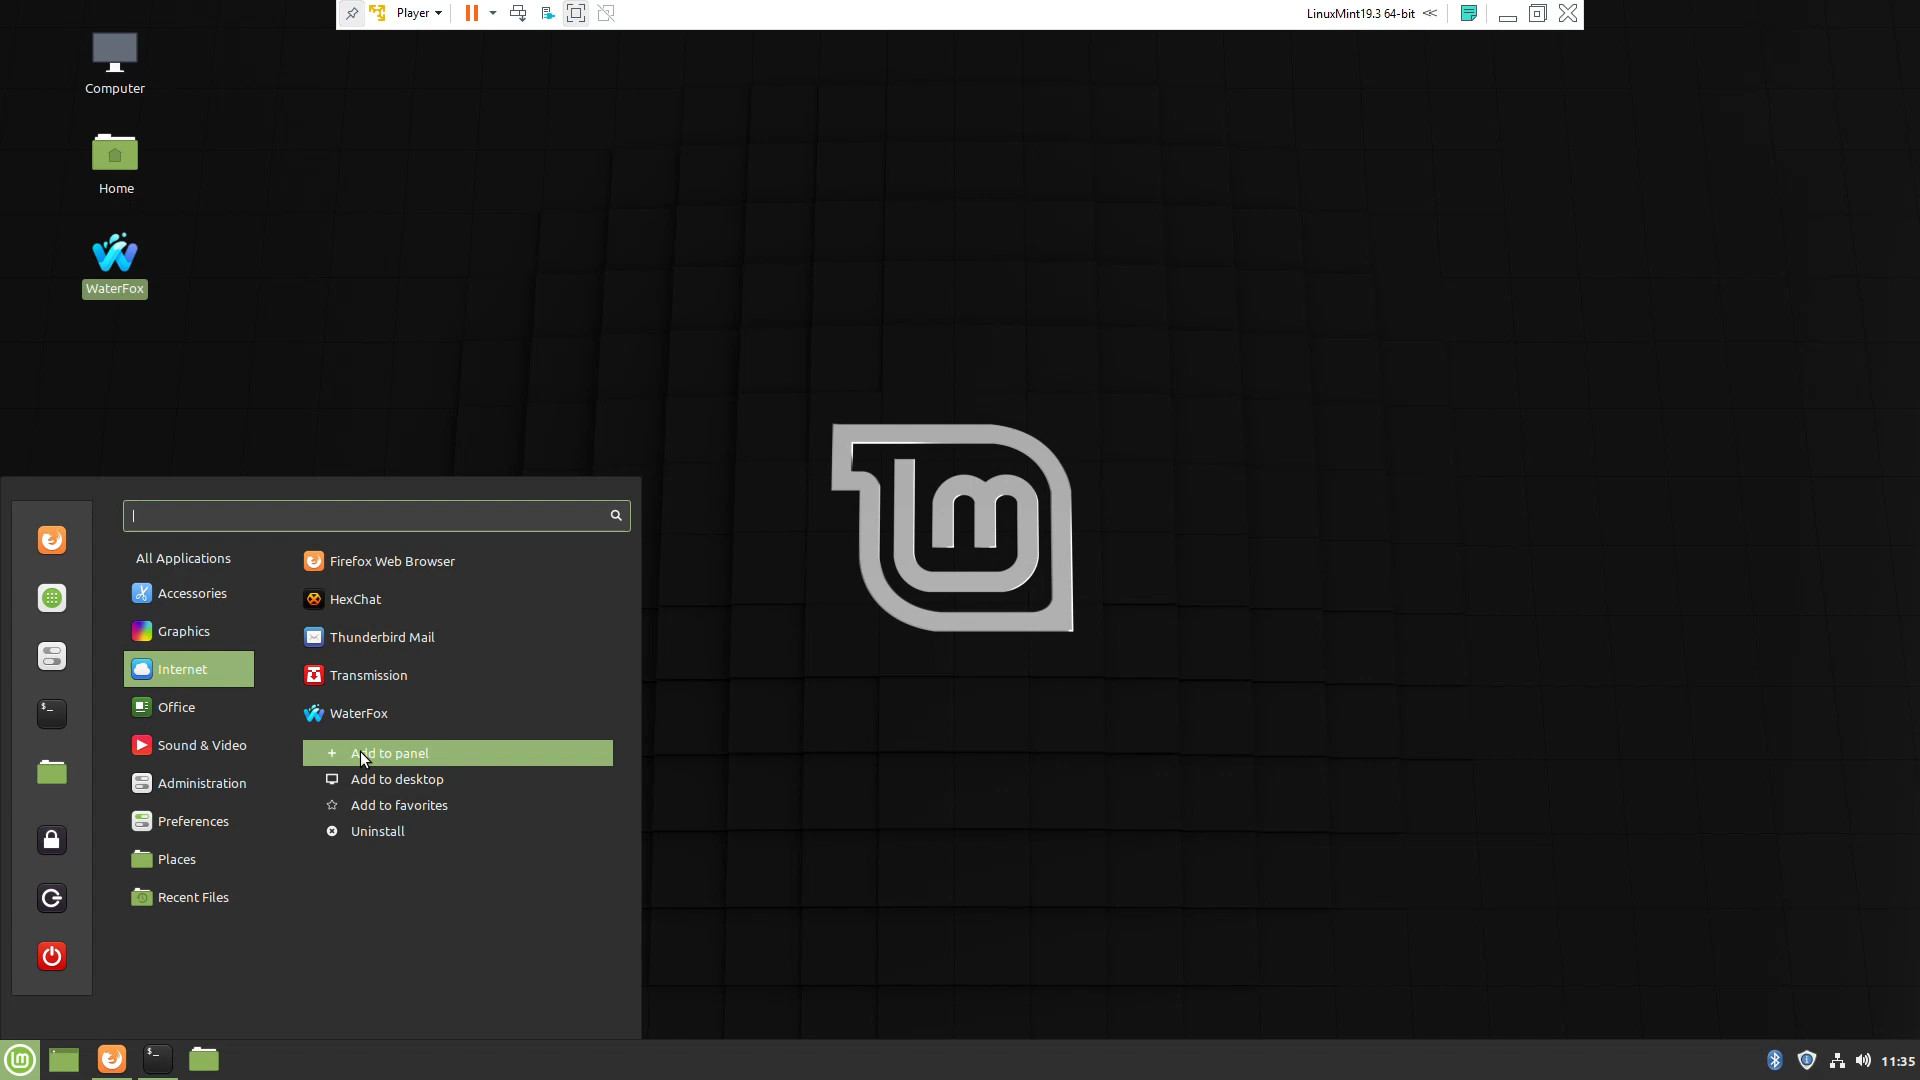 Player
LinuxMint19.3 64-bit
Computer
Home
WaterFox
All Applications
Accessories
Graphics
Internet
Office
Sound & Video
Administration
Preferences
Places
Recent Files
Firefox Web Browser
HexChat
Thunderbird Mail
Transmission
WaterFox
Add to panel
Add to desktop
Add to favorites
Uninstall
11:35